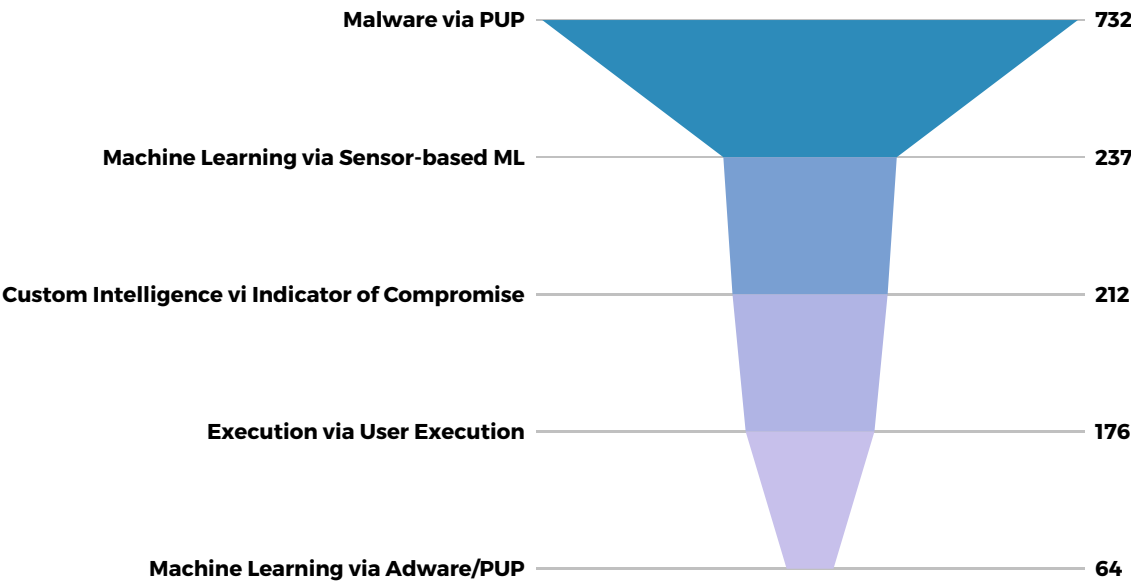 Malware via PUP 732
Machine Learning via Sensor-based ML 237
Custom Intelligence vi Indicator of Compromise 212
Execution via User Execution 176
Machine Learning via Adware/PUP 64